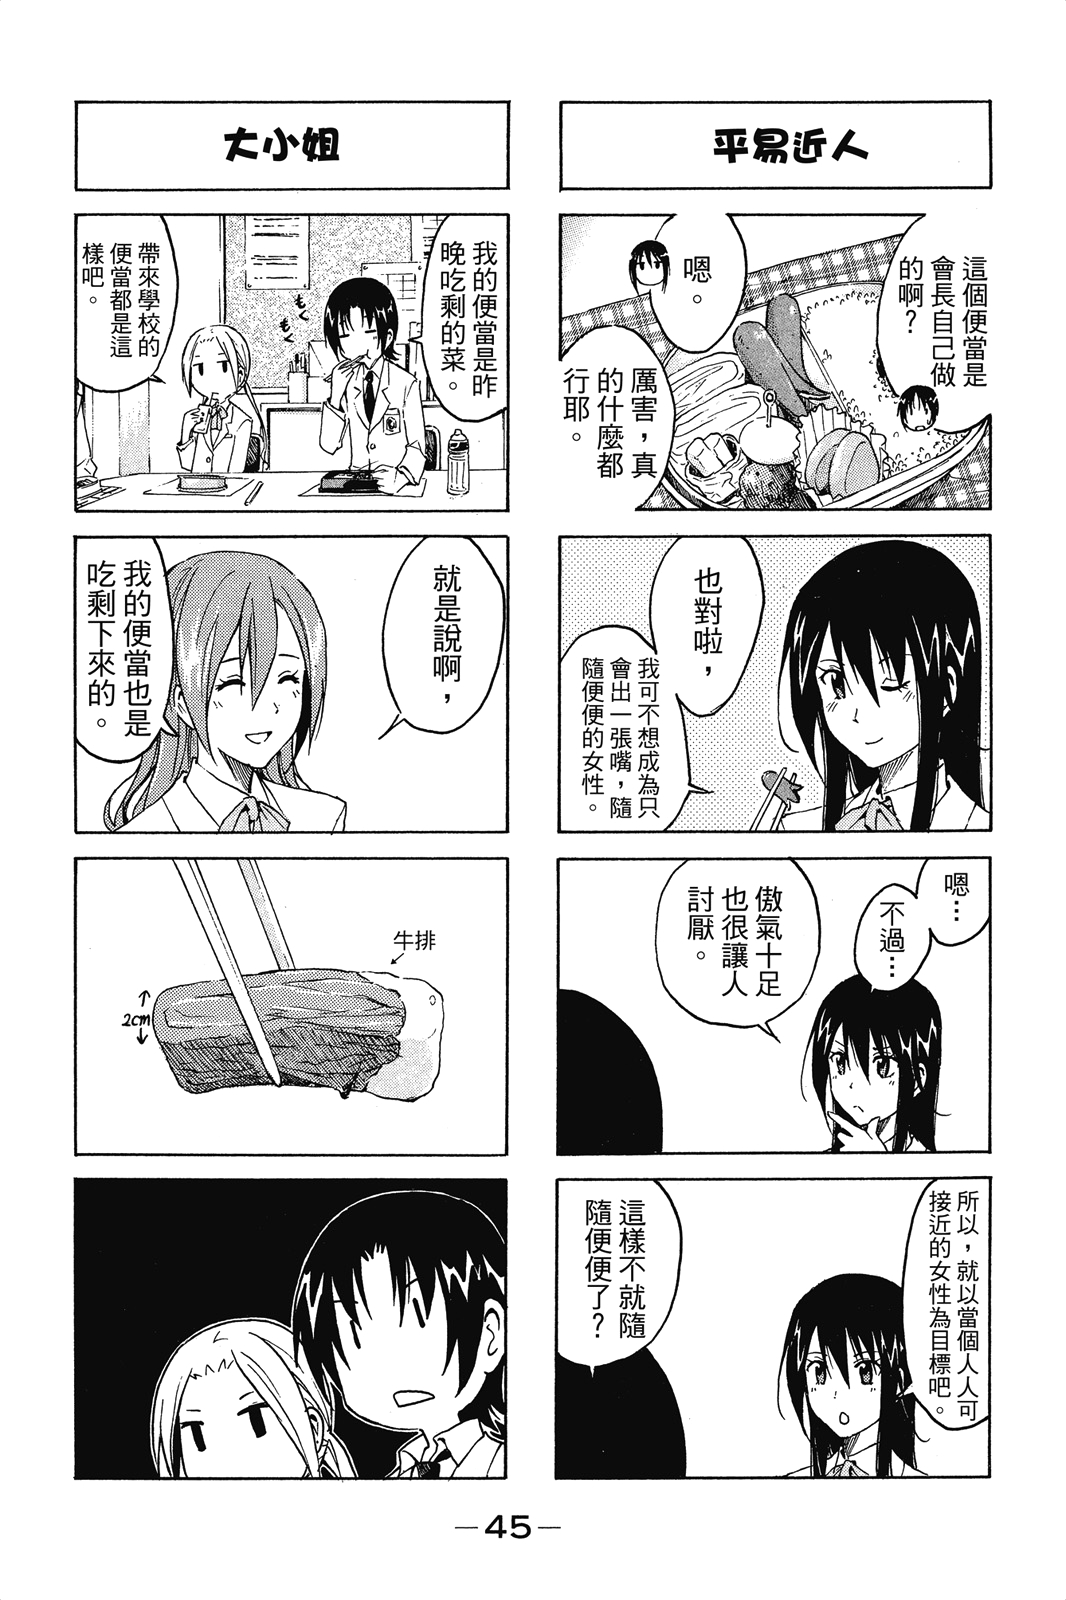 平易近人
這個便當是
會長自己做
的啊？
嗯。
厲害，真
的什麼都
行耶。
也對啦，
我可不想成為只
會出一張嘴，隨
隨便便的女性。
嗯…
不過…
傲氣十足
也很讓人
討厭。
所以，就以當個人人可
接近的女性為目標吧。
這樣不就隨
隨便便了？
大小姐
我的便當是昨
晚吃剩的菜。
もぐ
もぐ
帶來學校的
便當都是這
樣吧。
就是說啊，
我的便當也是
吃剩下來的。
牛排
2cm
—45—